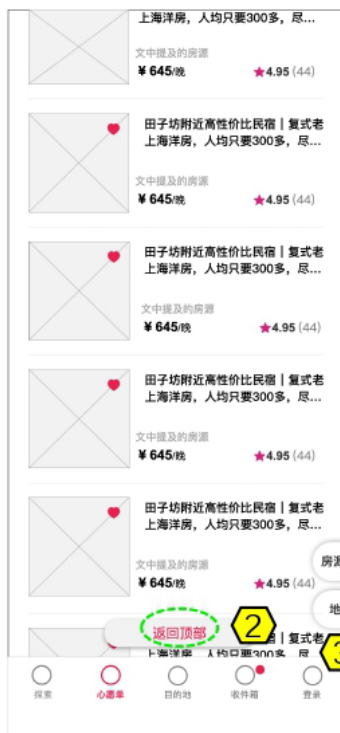 上海洋房，人均只要300多，尽...
文中提及的房源
¥ 645/晚
★4.95 (44)
田子坊附近高性价比民宿｜复式老
上海洋房，人均只要300多，尽...
文中提及的房源
¥ 645/晚
★4.95 (44)
田子坊附近高性价比民宿｜复式老
上海洋房，人均只要300多，尽...
文中提及的房源
¥ 645/晚
★4.95 (44)
田子坊附近高性价比民宿｜复式老
上海洋房，人均只要300多，尽...
文中提及的房源
¥ 645/晚
★4.95 (44)
田子坊附近高性价比民宿｜复式老
上海洋房，人均只要300多，尽...
文中提及的房源
¥ 645/晚
★4.95 (44)
房源
地
返回顶部
2
｜复式老
上海洋房，人均只要300多，尽
3
探索
心愿单
目的地
收件箱
登录